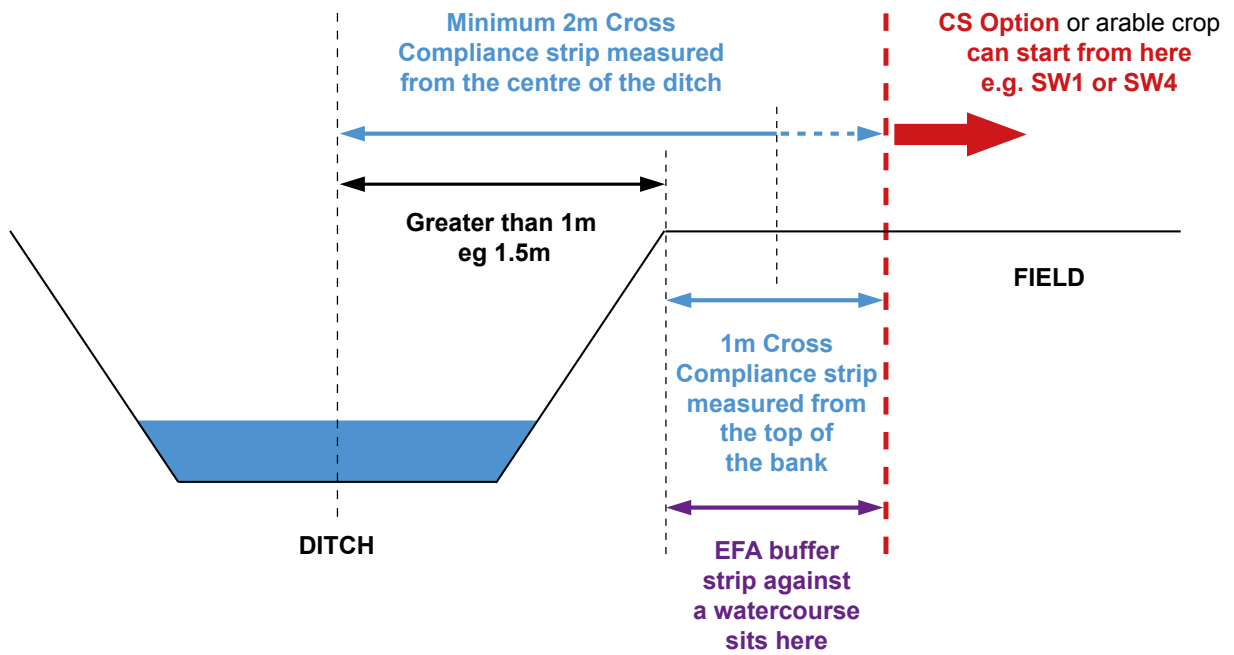 Minimum 2m Cross
Compliance strip measured
from the centre of the ditch
CS Option or arable crop
can start from here
e.g. SW1 or SW4
Greater than 1m
eg 1.5m
FIELD
1m Cross
Compliance strip
measured from
the top of
the bank
DITCH
EFA buffer
strip against
a watercourse
sits here